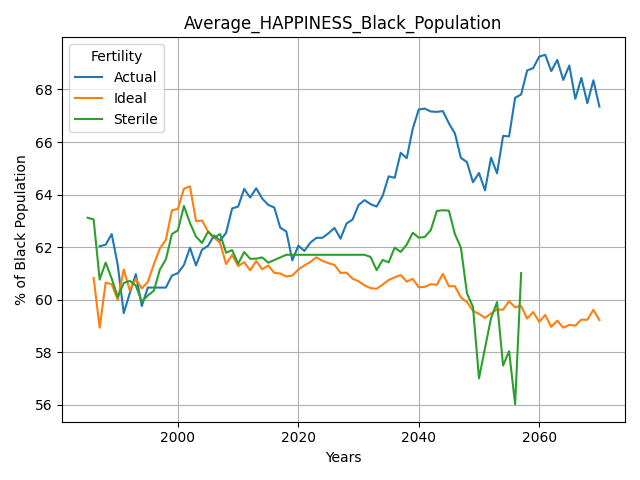 Average_HAPPINESS_Black_Population
Fertility
Actual
Ideal
Sterile
% of Black Population
68
66
64
62
60
58
56
2000
2020
2040
2060
Years